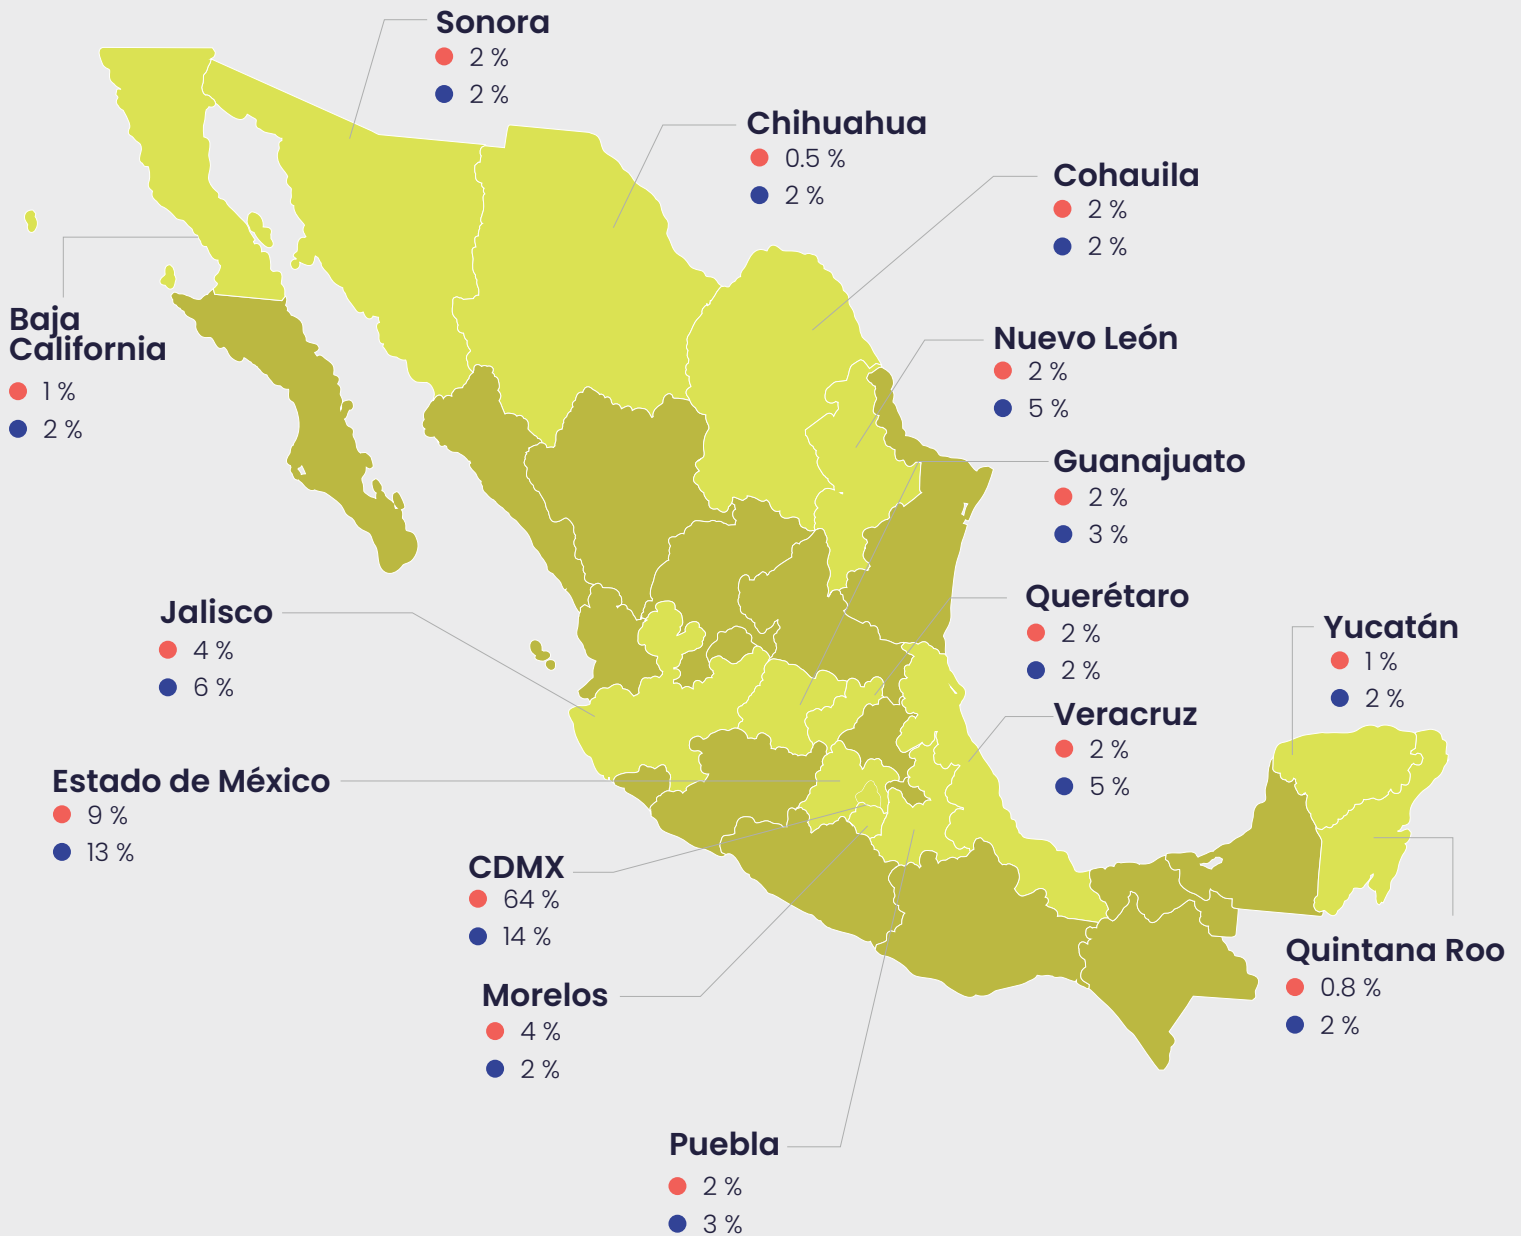 Sonora
2 %
2 %
Chihuahua
0.5 %
2 %
Cohauila
2 %
2 %
Baja
California
1 %
2 %
Nuevo León
2 %
5 %
Guanajuato
2 %
3 %
Jalisco
4 %
6 %
Querétaro
2 %
2 %
Yucatán
1 %
2 %
Veracruz
2 %
5 %
Estado de México
9 %
13 %
CDMX
64 %
14 %
Quintana Roo
0.8 %
2 %
Morelos
4 %
2 %
Puebla
2 %
3 %